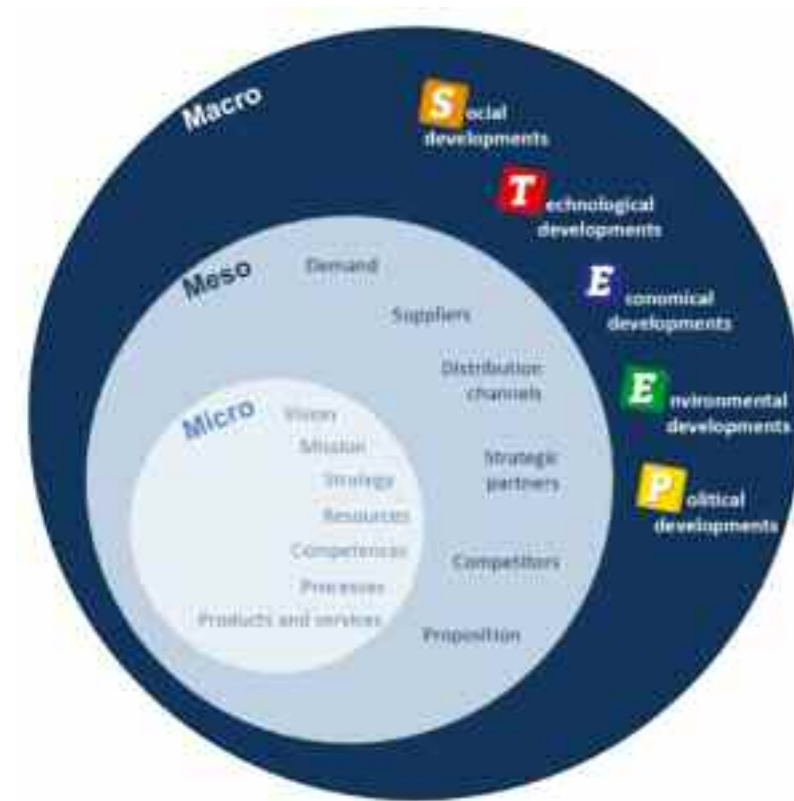 Macro
Social
developments
Technological
developments
Economical
developments
Environmental
developments
Political
developments
Meso
Demand
Suppliers
Distribution
channels
Strategic
partners
Competitors
Proposition
Micro
Vision
Mission
Strategy
Resources
Competences
Processes
Products and services